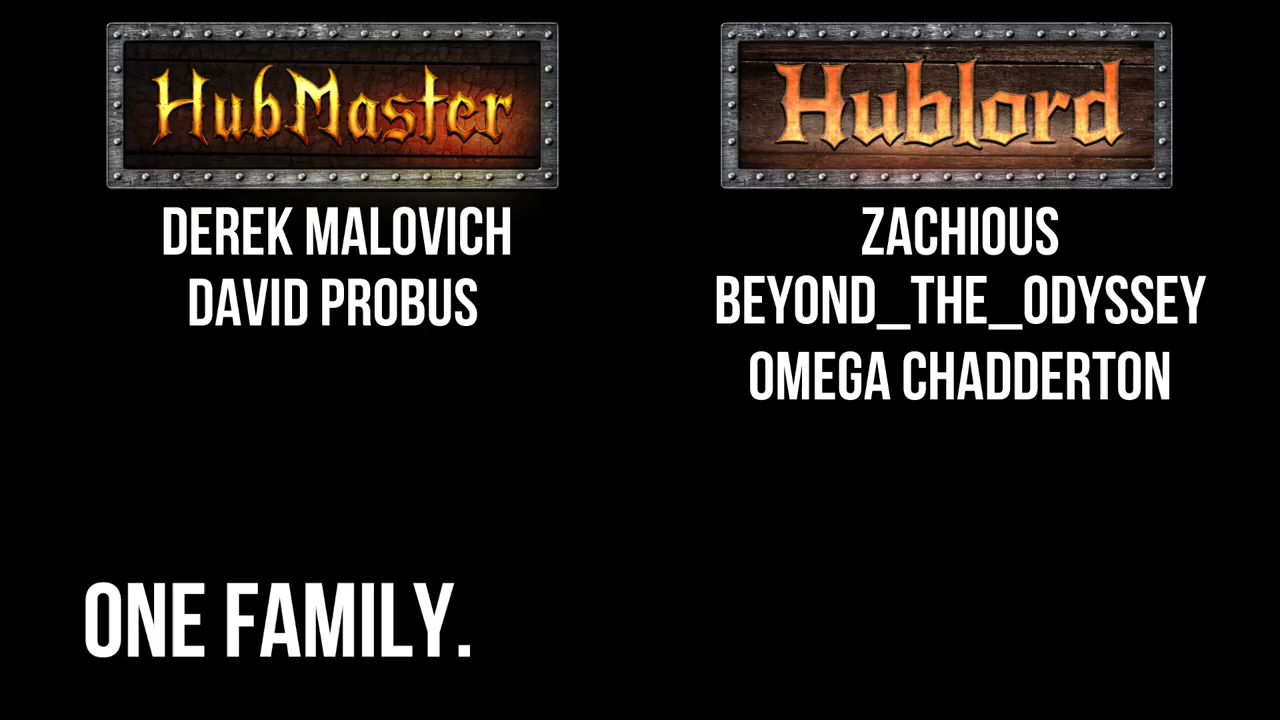 HubMaster
DEREK MALOVICH
DAVID PROBUS
Hublord
ZACHIOUS
BEYOND_THE_ODYSSEY
OMEGA CHADDERTON
ONE FAMILY.